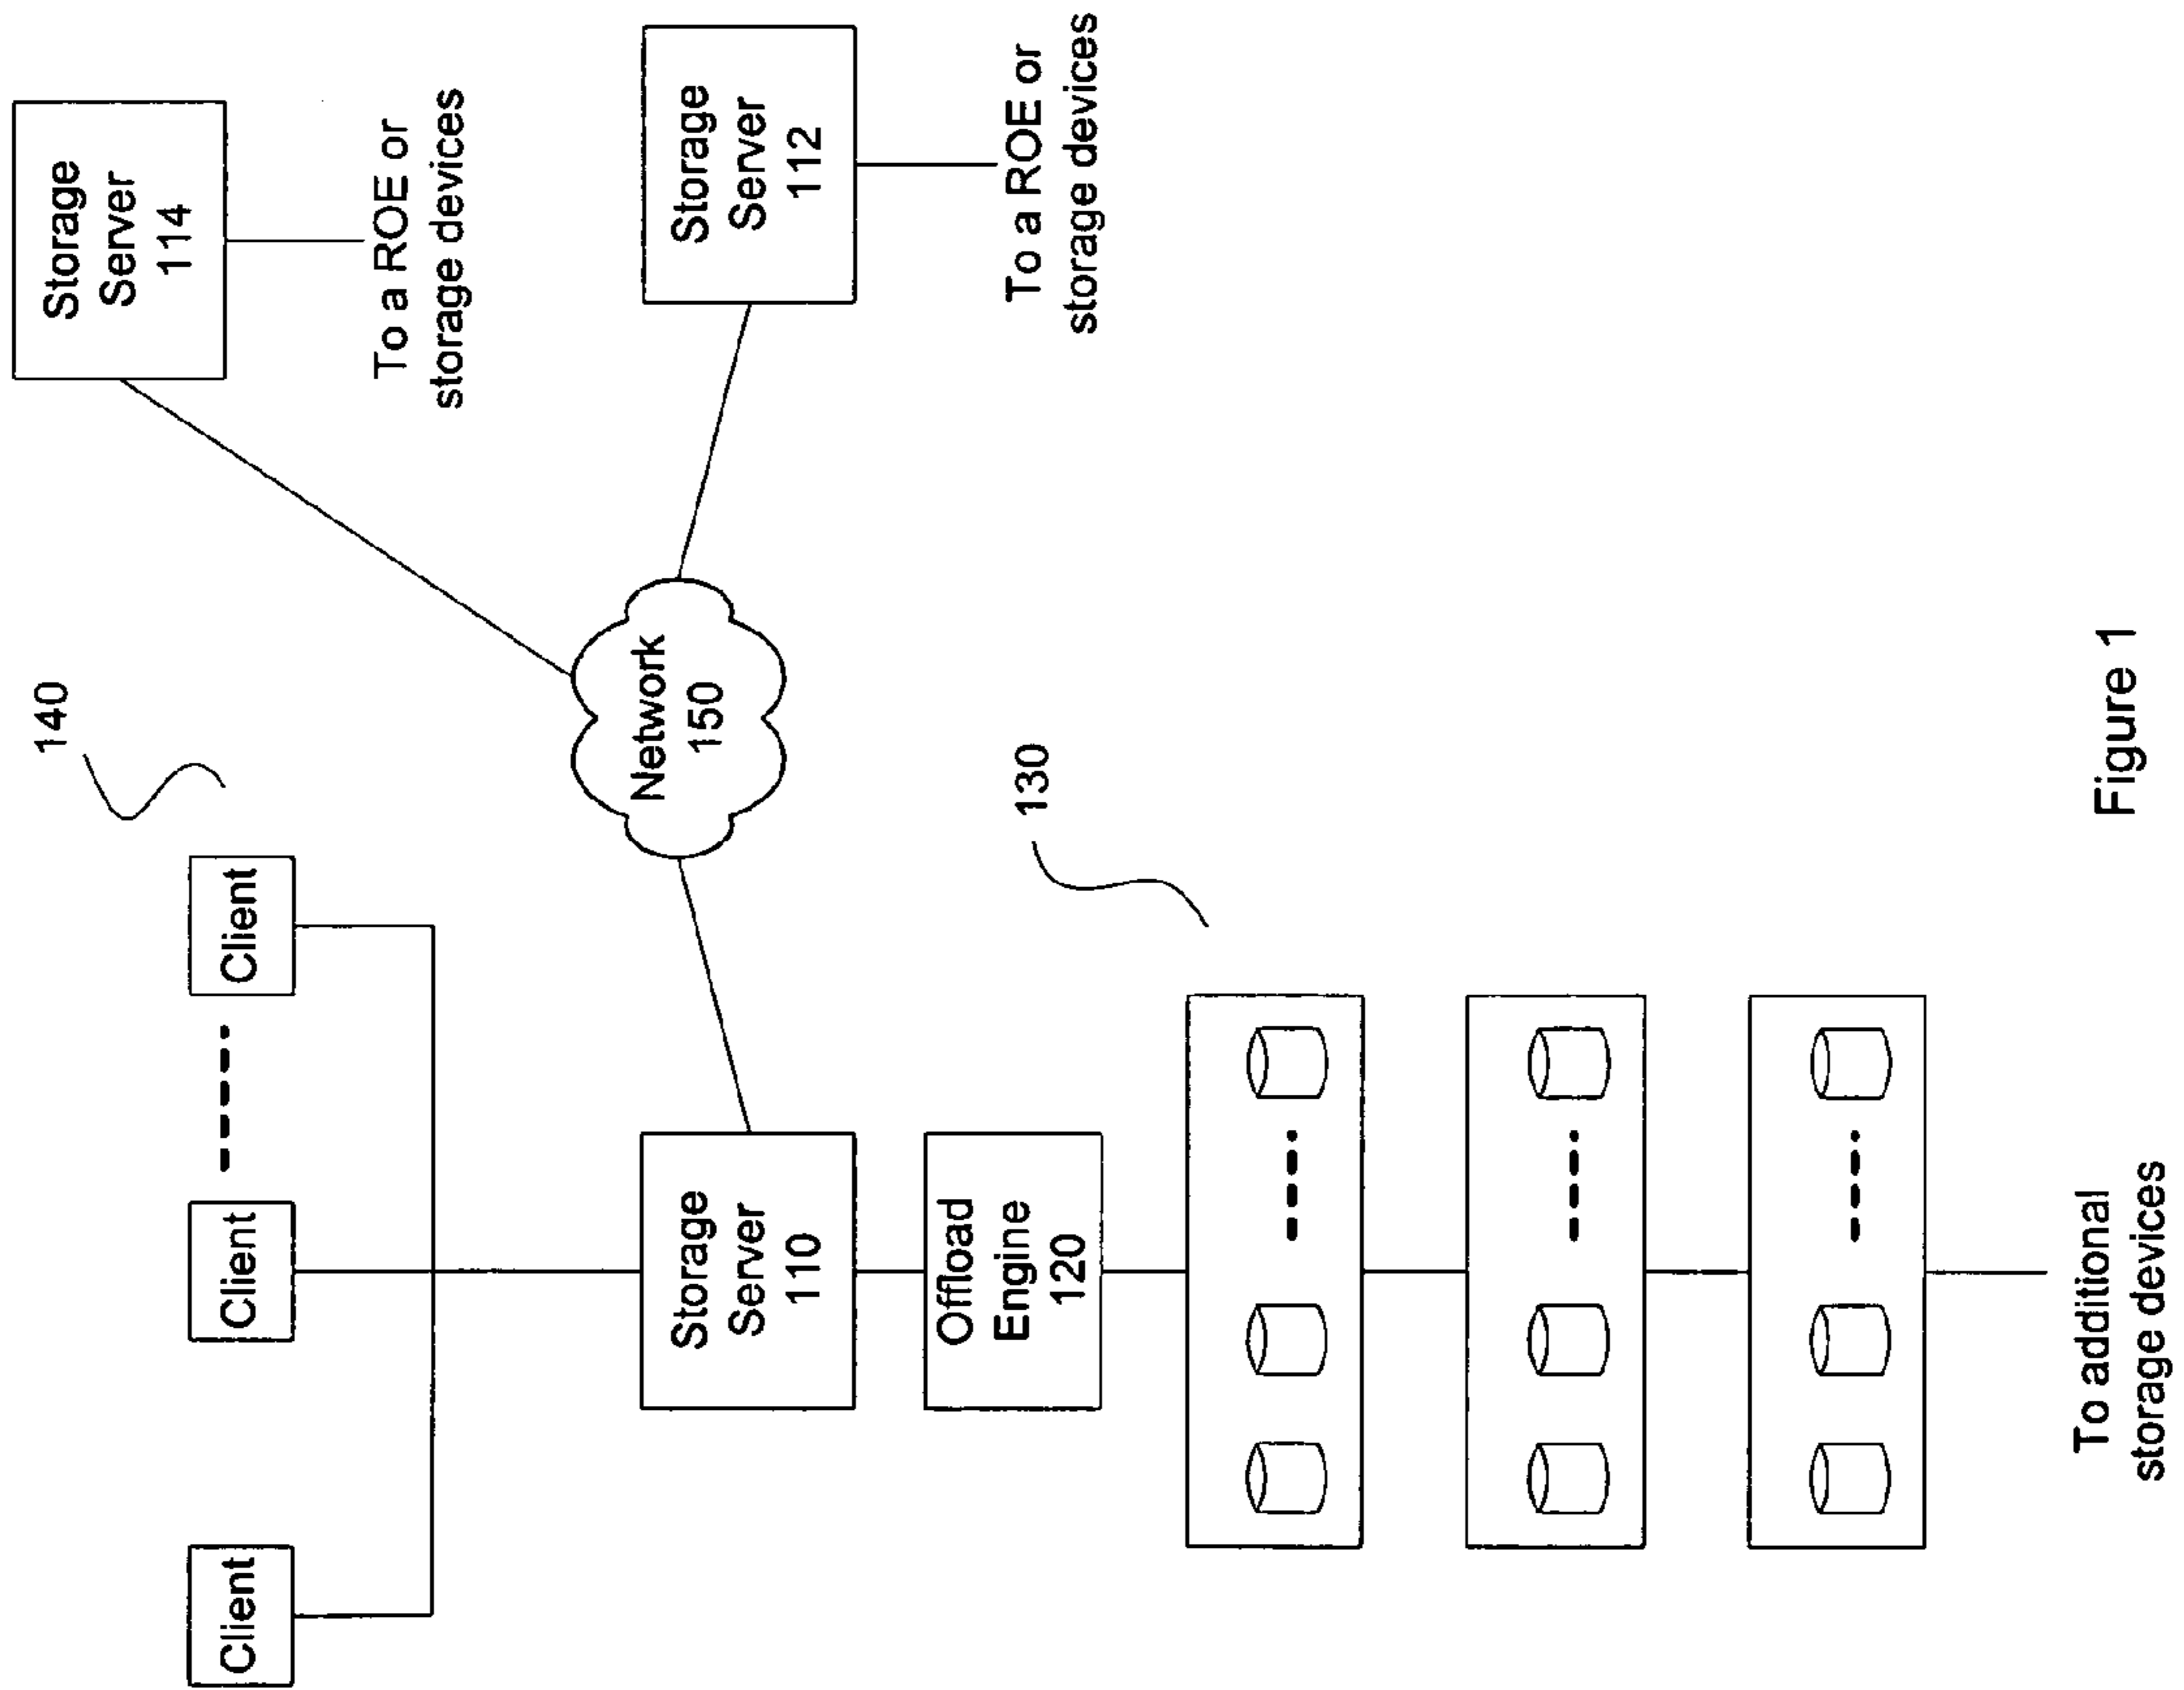 140
Client
Client
Client
Storage
Server
114
To a ROE or
storage devices
Network
150
Storage
Server
110
Storage
Server
112
To a ROE or
storage devices
Offload
Engine
120
130
To additional
storage devices
Figure 1